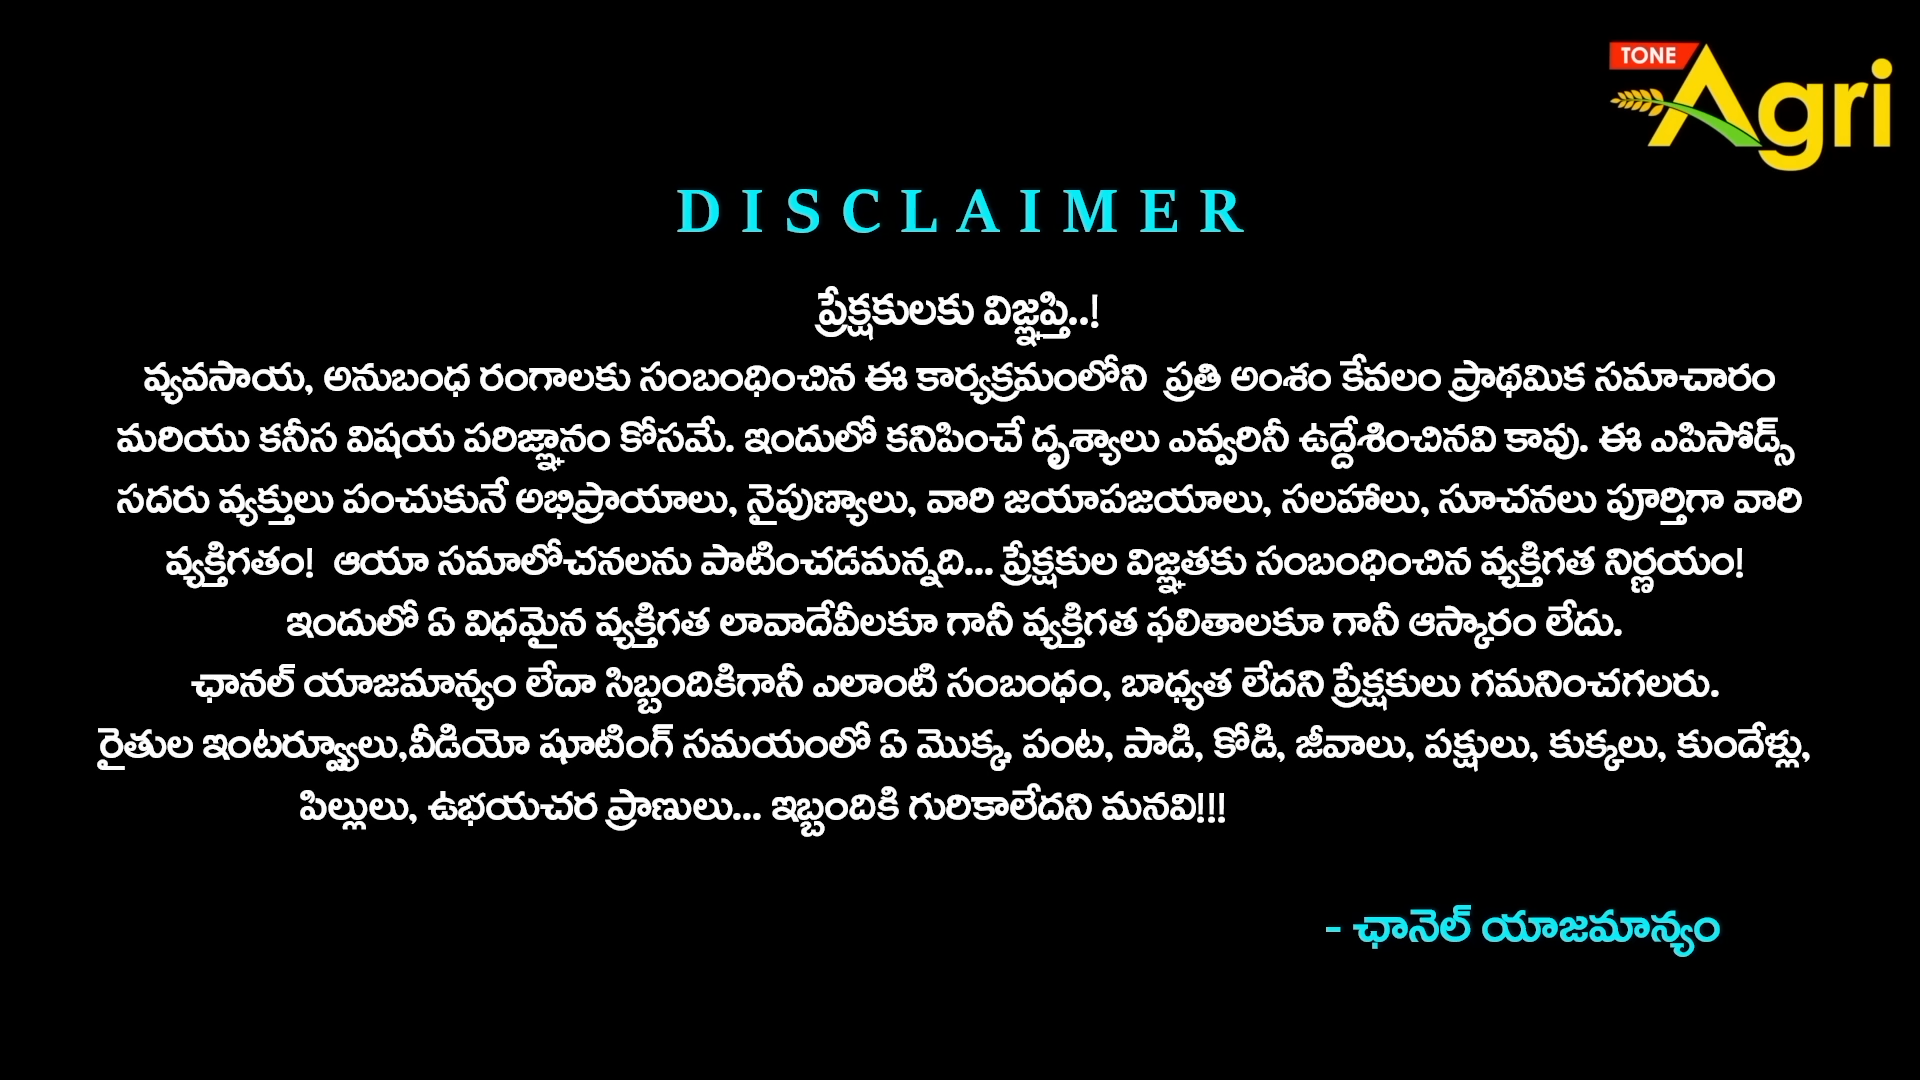 TONE
Agri
DISCLAIMER
ప్రేక్షకులకు విజ్ఞప్తి..!
వ్యవసాయ, అనుబంధ రంగాలకు సంబంధించిన ఈ కార్యక్రమంలోని ప్రతి అంశం కేవలం ప్రాథమిక సమాచారం
మరియు కనీస విషయ పరిజ్ఞానం కోసమే. ఇందులో కనిపించే దృశ్యాలు ఎవ్వరినీ ఉద్దేశించినవి కావు. ఈ ఎపిసోడ్స్
సదరు వ్యక్తులు పంచుకునే అభిప్రాయాలు, నైపుణ్యాలు, వారి జయాపజయాలు, సలహాలు, సూచనలు పూర్తిగా వారి
వ్యక్తిగతం! ఆయా సమాలోచనలను పాటించడమన్నది... ప్రేక్షకుల విజ్ఞతకు సంబంధించిన వ్యక్తిగత నిర్ణయం!
ఇందులో ఏ విధమైన వ్యక్తిగత లావాదేవీలకూ గానీ వ్యక్తిగత ఫలితాలకూ గానీ ఆస్కారం లేదు.
ఛానల్ యాజమాన్యం లేదా సిబ్బందికిగానీ ఎలాంటి సంబంధం, బాధ్యత లేదని ప్రేక్షకులు గమనించగలరు.
రైతుల ఇంటర్వ్యూలు,వీడియో షూటింగ్ సమయంలో ఏ మొక్క, పంట, పాడి, కోడి, జీవాలు, పక్షులు, కుక్కలు, కుందేళ్లు,
పిల్లులు, ఉభయచర ప్రాణులు... ఇబ్బందికి గురికాలేదని మనవి!!!
- ఛానెల్ యాజమాన్యం